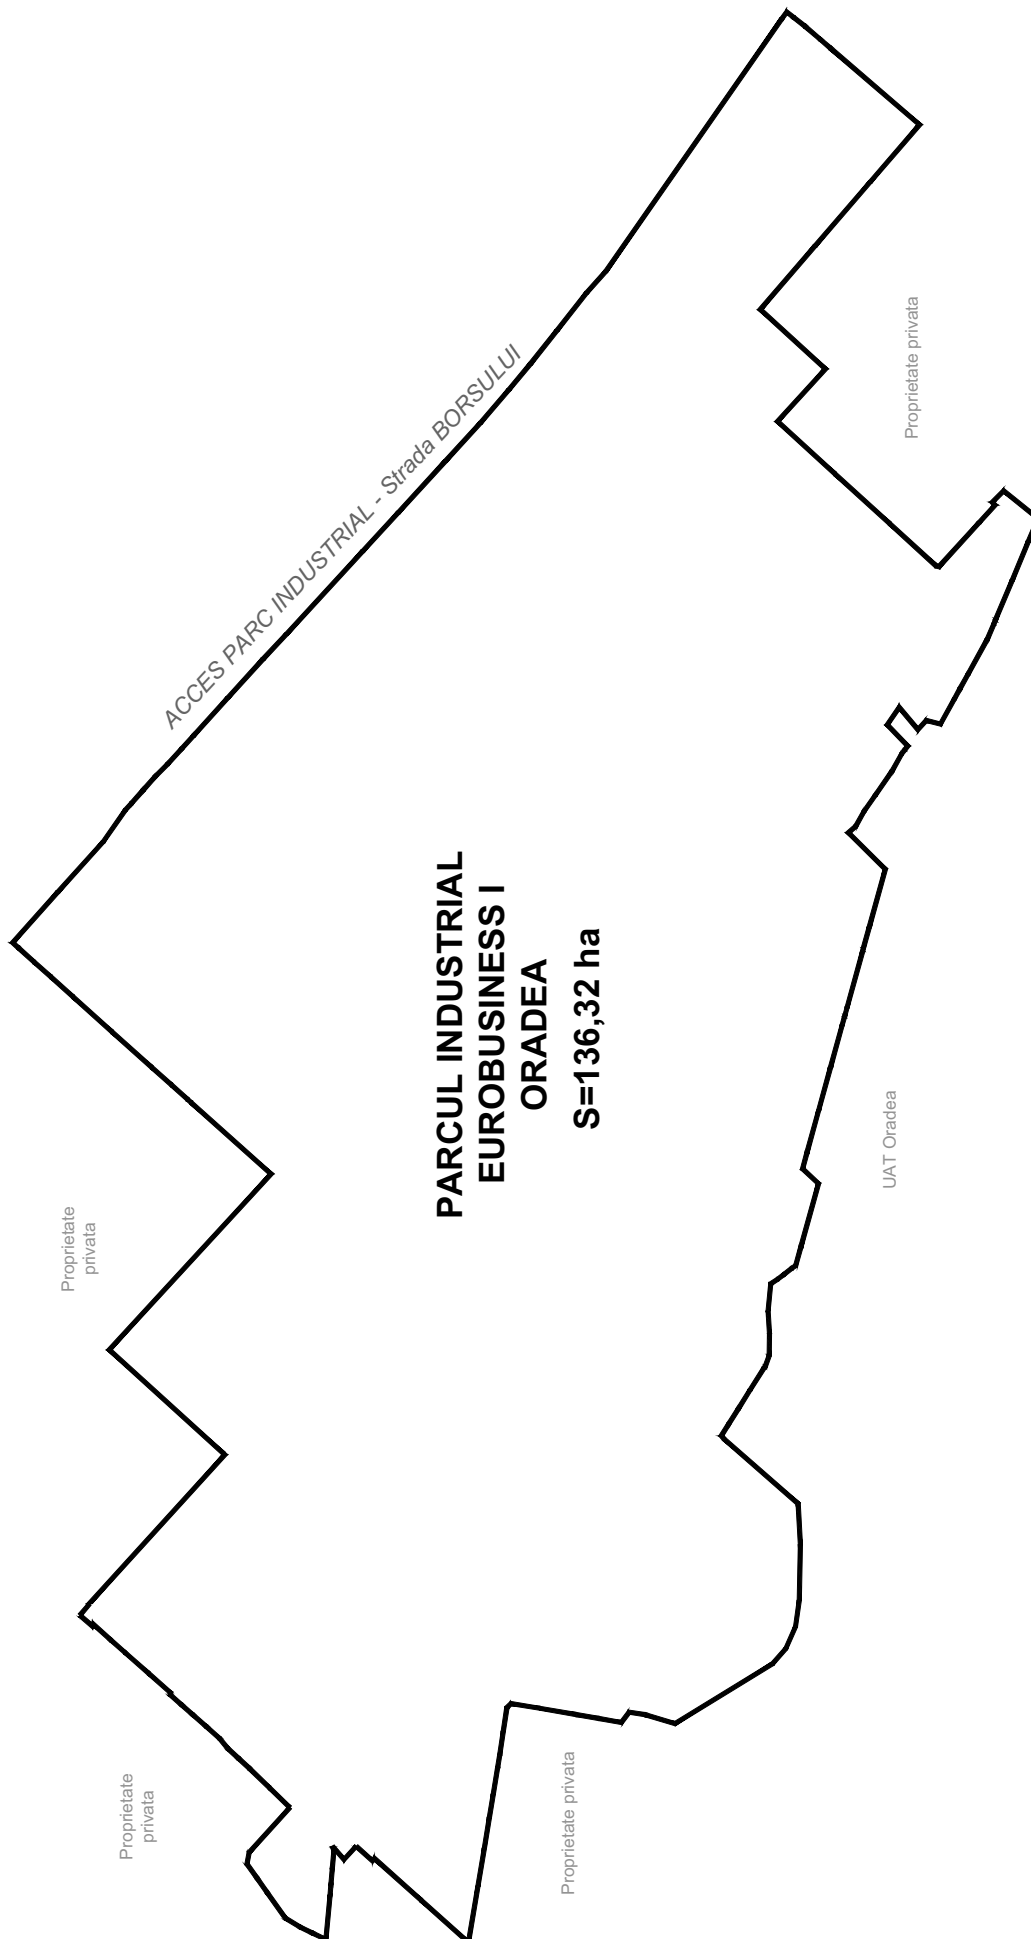 ACCES PARC INDUSTRIAL - Strada BORSULUI
Proprietate privata
PARCUL INDUSTRIAL
EUROBUSINESS I
ORADEA
S=136,32 ha
Proprietate
privata
UAT Oradea
Proprietate
privata
Proprietate privata